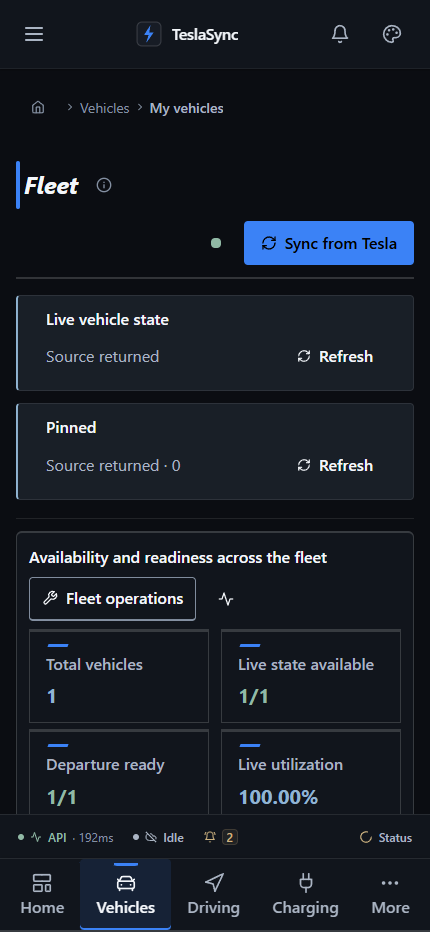 TeslaSync
Vehicles My vehicles
Fleet
Sync from Tesla
Live vehicle state
Source returned Refresh
Pinned
Source returned · 0 Refresh
Availability and readiness across the fleet
Fleet operations
Total vehicles Live state available
1 1/1
Departure ready Live utilization
1/1 100.00%
API · 192ms Idle 2 Status
Home Vehicles Driving Charging More